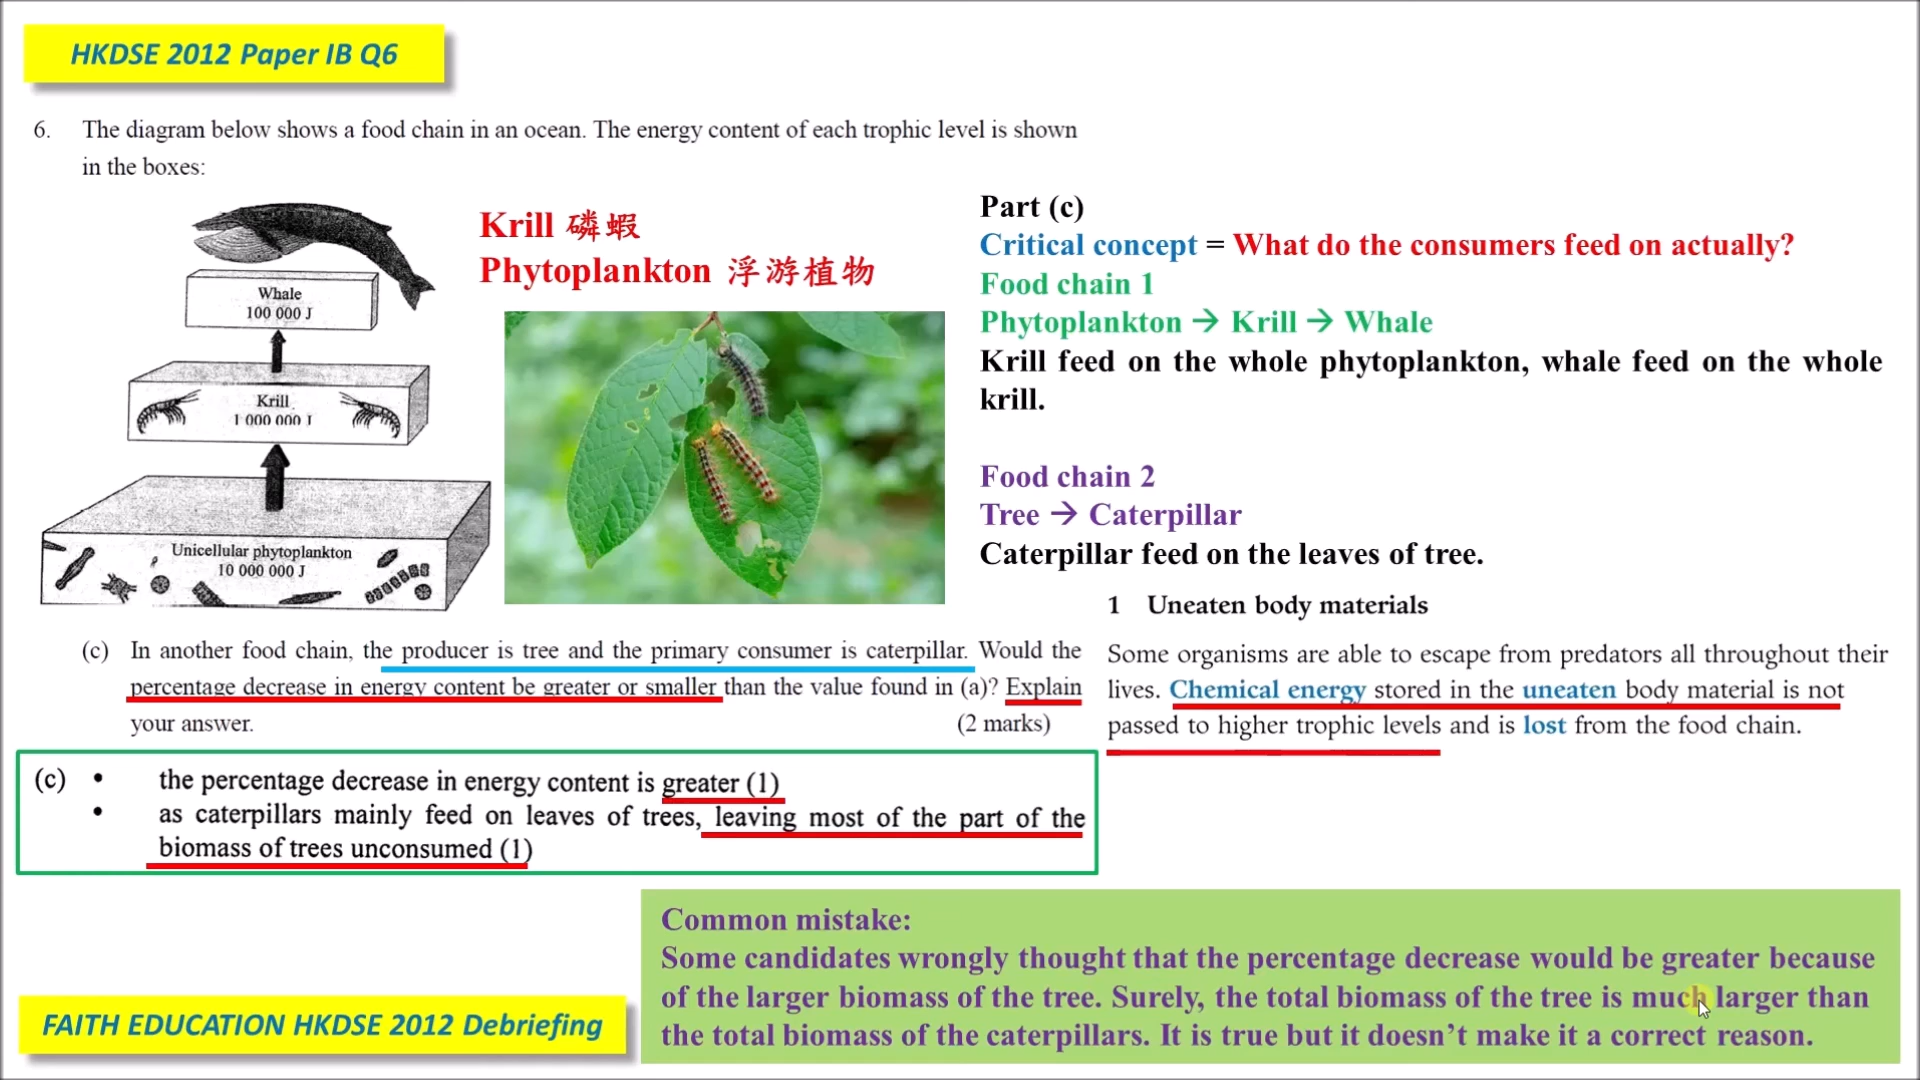 HKDSE 2012 Paper IB Q6
6. The diagram below shows a food chain in an ocean. The energy content of each trophic level is shown
in the boxes:
Whale
100 000 J
Krill
1 000 000 J
Unicellular phytoplankton
10 000 000 J
Krill 磷蝦
Phytoplankton 浮游植物
Part (c)
Critical concept = What do the consumers feed on actually?
Food chain 1
Phytoplankton → Krill → Whale
Krill feed on the whole phytoplankton, whale feed on the whole
krill.
Food chain 2
Tree → Caterpillar
Caterpillar feed on the leaves of tree.
1 Uneaten body materials
Some organisms are able to escape from predators all throughout their
lives. Chemical energy stored in the uneaten body material is not
passed to higher trophic levels and is lost from the food chain.
(c) In another food chain, the producer is tree and the primary consumer is caterpillar. Would the
percentage decrease in energy content be greater or smaller than the value found in (a)? Explain
your answer. (2 marks)
(c) • the percentage decrease in energy content is greater (1)
• as caterpillars mainly feed on leaves of trees, leaving most of the part of the
biomass of trees unconsumed (1)
Common mistake:
Some candidates wrongly thought that the percentage decrease would be greater because
of the larger biomass of the tree. Surely, the total biomass of the tree is much larger than
the total biomass of the caterpillars. It is true but it doesn't make it a correct reason.
FAITH EDUCATION HKDSE 2012 Debriefing